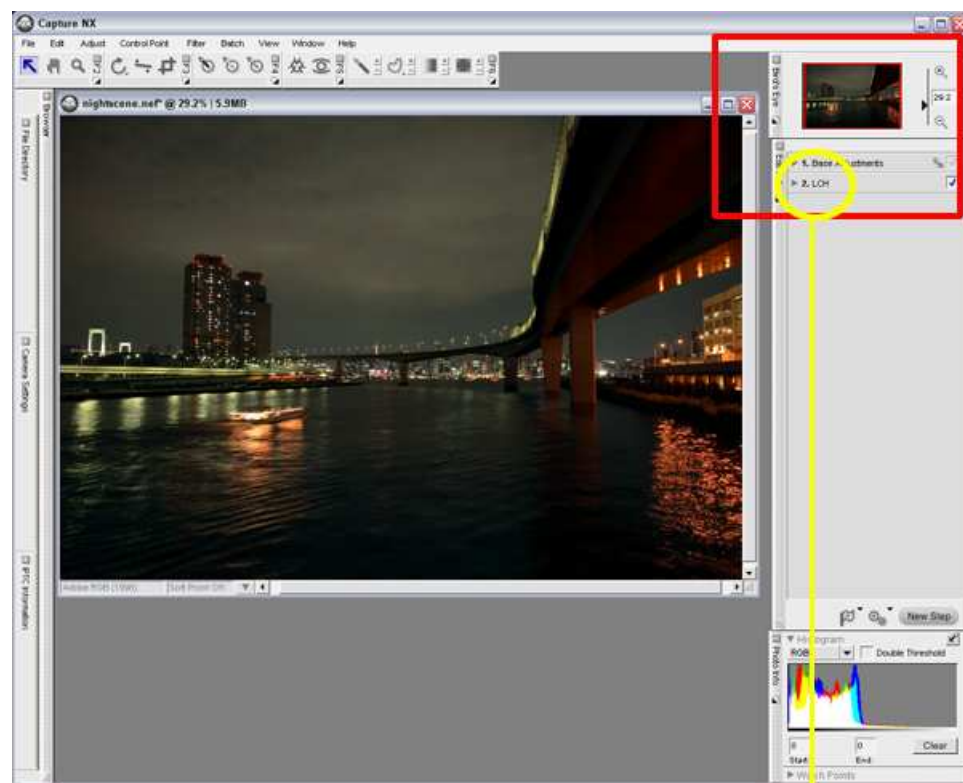 Capture NX
File Edit Adjust Control Point Filter Batch View Window Help
nightscene.nef* @ 29.2% | 5.9MB
Browser
File Directory
Camera Settings
IPTC Information
Bird's Eye
29.2
1. Base Adjustments
2. LCH
New Step
Photo Info
Histogram
RGB
Double Threshold
0 0 Clear
Start: End:
Watch Points
Adobe RGB (1998) Soft Proof Off